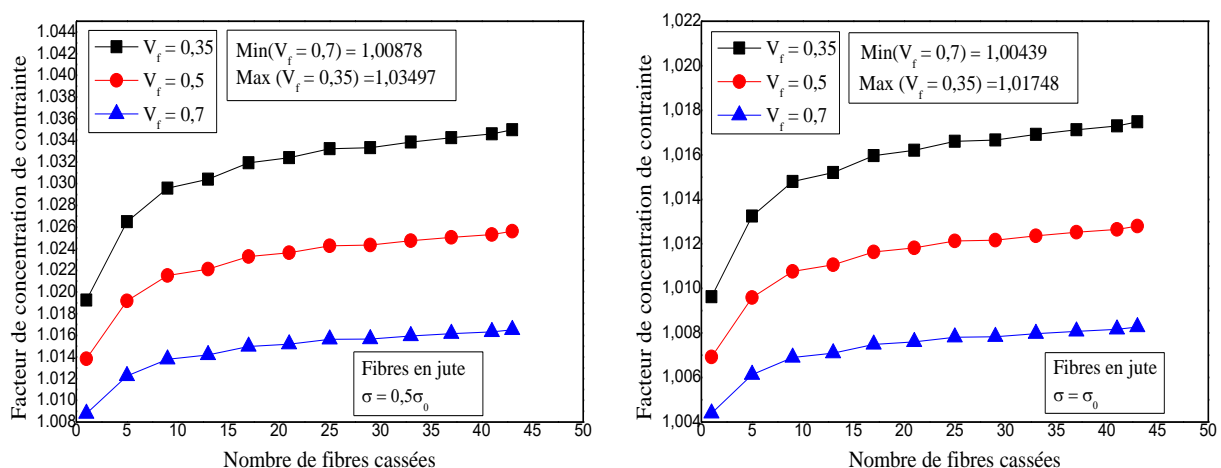 Facteur de concentration de contrainte
1.044
1.042
1.040
1.038
1.036
1.034
1.032
1.030
1.028
1.026
1.024
1.022
1.020
1.018
1.016
1.014
1.012
1.010
1.008
V_f = 0,35
V_f = 0,5
V_f = 0,7
Min(V_f = 0,7) = 1,00878
Max (V_f = 0,35) =1,03497
Fibres en jute
σ = 0,5σ_0
0 5 10 15 20 25 30 35 40 45 50
Nombre de fibres cassées
Facteur de concentration de contrainte
1,022
1,020
1,018
1,016
1,014
1,012
1,010
1,008
1,006
1,004
V_f = 0,35
V_f = 0,5
V_f = 0,7
Min(V_f = 0,7) = 1,00439
Max (V_f = 0,35) =1,01748
Fibres en jute
σ = σ_0
0 5 10 15 20 25 30 35 40 45 50
Nombre de fibres cassées